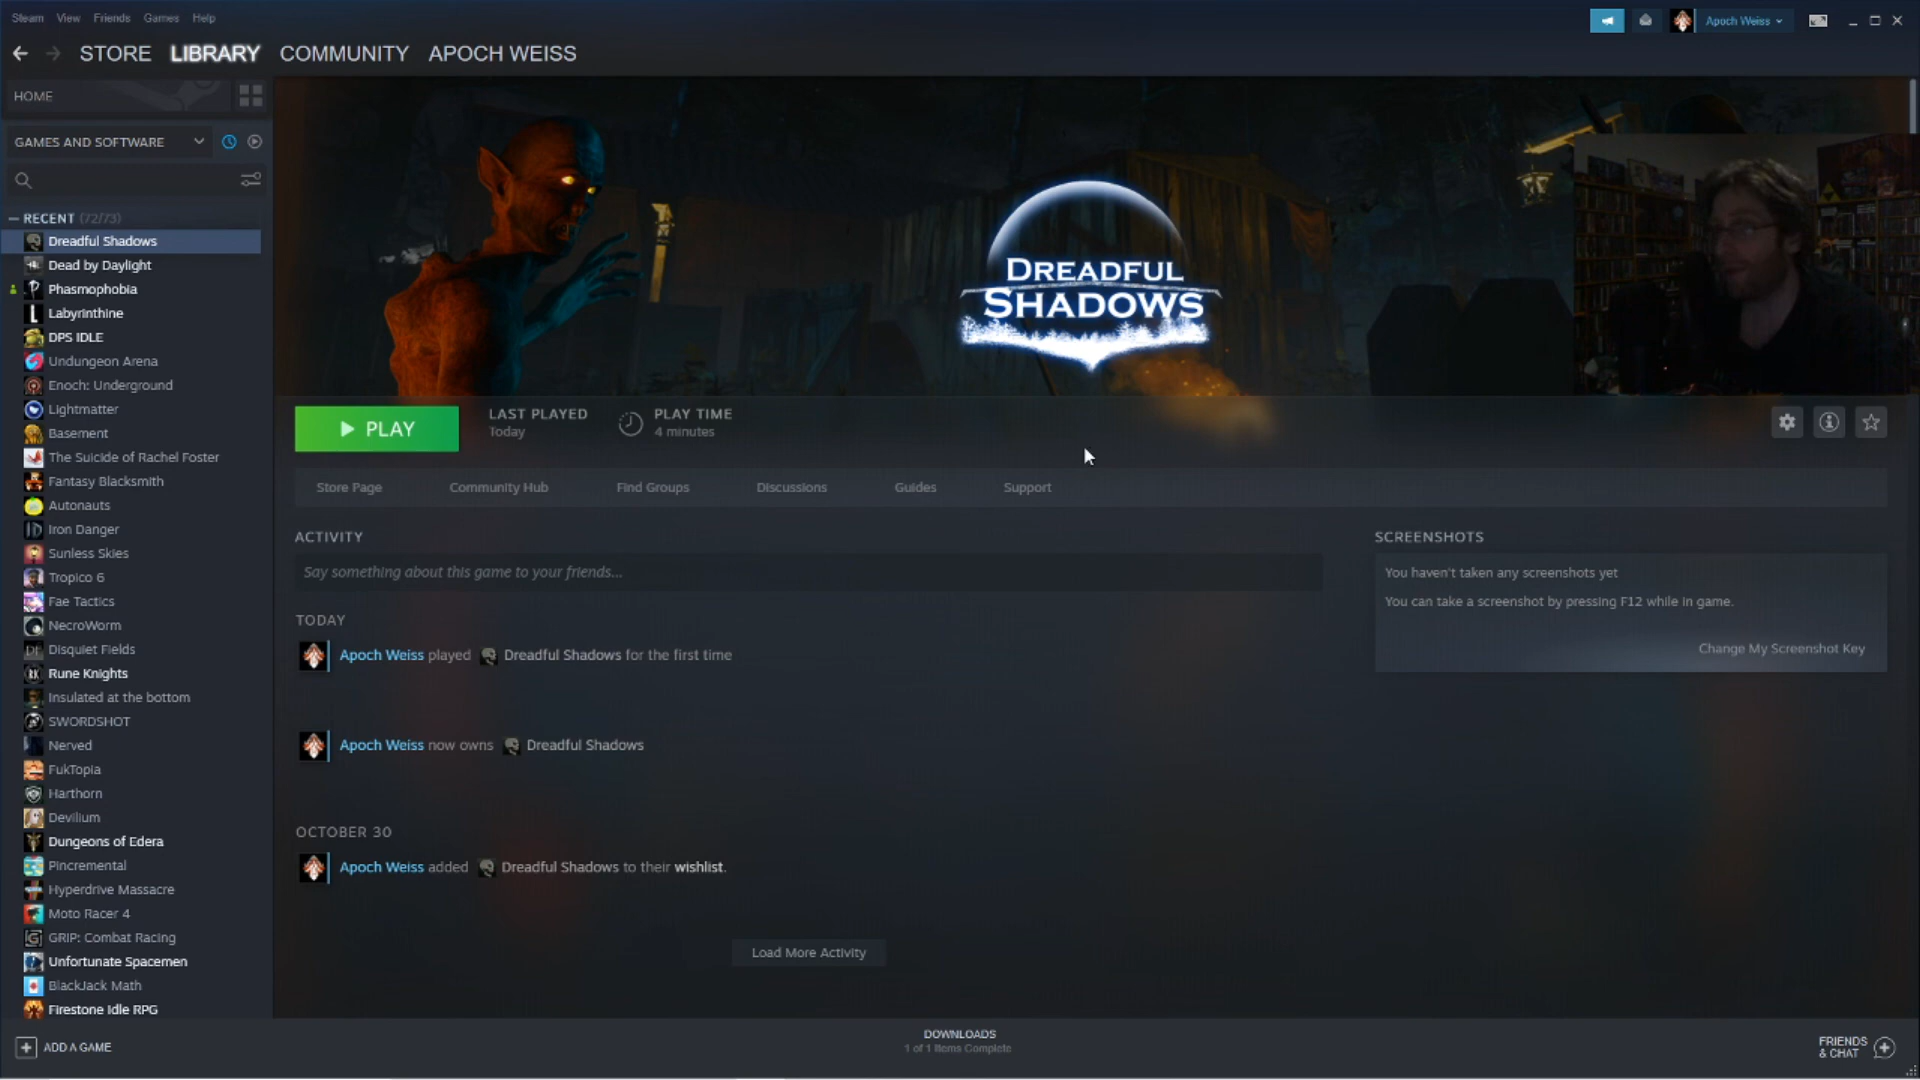 Steam View Friends Games Help
Apoch Weiss
STORE LIBRARY COMMUNITY APOCH WEISS
HOME
GAMES AND SOFTWARE
RECENT (72/73)
Dreadful Shadows
Dead by Daylight
Phasmophobia
Labyrinthine
DPS IDLE
Undungeon Arena
Enoch: Underground
Lightmatter
Basement
The Suicide of Rachel Foster
Fantasy Blacksmith
Autonauts
Iron Danger
Sunless Skies
Tropico 6
Fae Tactics
NecroWorm
Disquiet Fields
Rune Knights
Insulated at the bottom
SWORDSHOT
Nerved
FukTopia
Harthorn
Devilium
Dungeons of Edera
Pincremental
Hyperdrive Massacre
Moto Racer 4
GRIP: Combat Racing
Unfortunate Spacemen
BlackJack Math
Firestone Idle RPG
ADD A GAME
DREADFUL
SHADOWS
PLAY
LAST PLAYED
Today
PLAY TIME
4 minutes
Store Page Community Hub Find Groups Discussions Guides Support
ACTIVITY
Say something about this game to your friends...
TODAY
Apoch Weiss played Dreadful Shadows for the first time
Apoch Weiss now owns Dreadful Shadows
OCTOBER 30
Apoch Weiss added Dreadful Shadows to their wishlist.
Load More Activity
SCREENSHOTS
You haven't taken any screenshots yet
You can take a screenshot by pressing F12 while in game.
Change My Screenshot Key
DOWNLOADS
1 of 1 Items Complete
FRIENDS
& CHAT